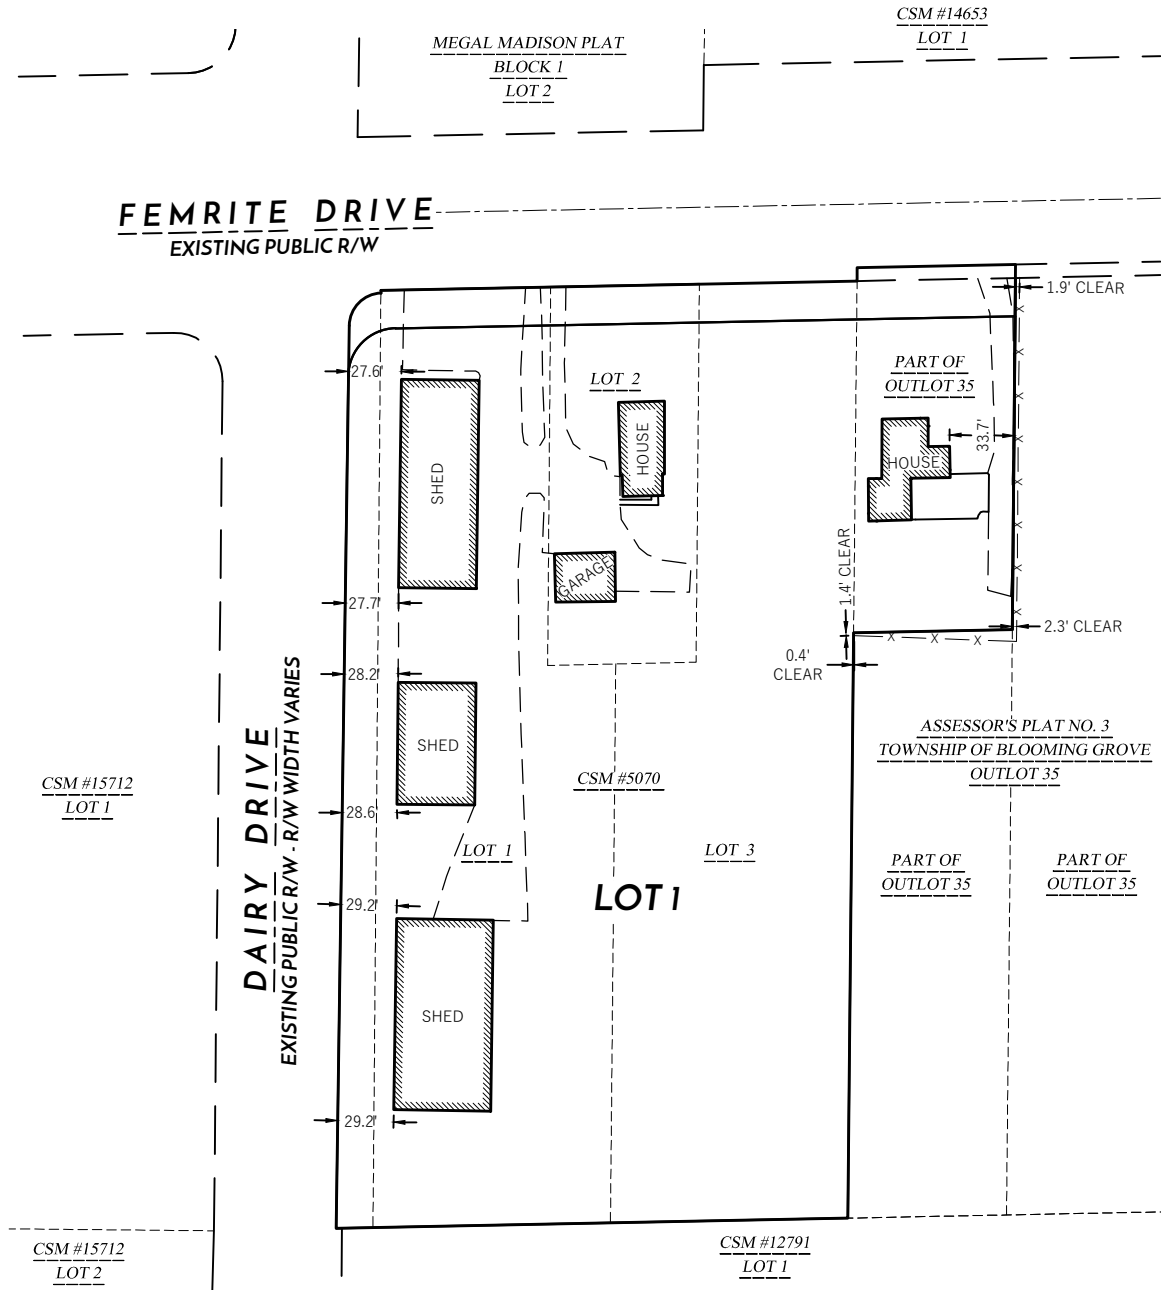 CSM #14653
LOT 1
MEGAL MADISON PLAT
BLOCK 1
LOT 2
FEMRITE DRIVE
EXISTING PUBLIC R/W
1.9' CLEAR
27.6'
LOT 2
PART OF
OUTLOT 35
33.7'
HOUSE
HOUSE
SHED
GARAGE
1.4' CLEAR
27.7'
2.3' CLEAR
0.4'
CLEAR
28.2'
DAIRY DRIVE
EXISTING PUBLIC R/W - R/W WIDTH VARIES
SHED
ASSESSOR'S PLAT NO. 3
TOWNSHIP OF BLOOMING GROVE
OUTLOT 35
CSM #15712
LOT 1
CSM #5070
28.6'
LOT 1
LOT 3
PART OF
OUTLOT 35
PART OF
OUTLOT 35
LOT 1
29.2'
SHED
29.2'
CSM #15712
LOT 2
CSM #12791
LOT 1
X
X
X
X
X
X
X
X
X
X
X